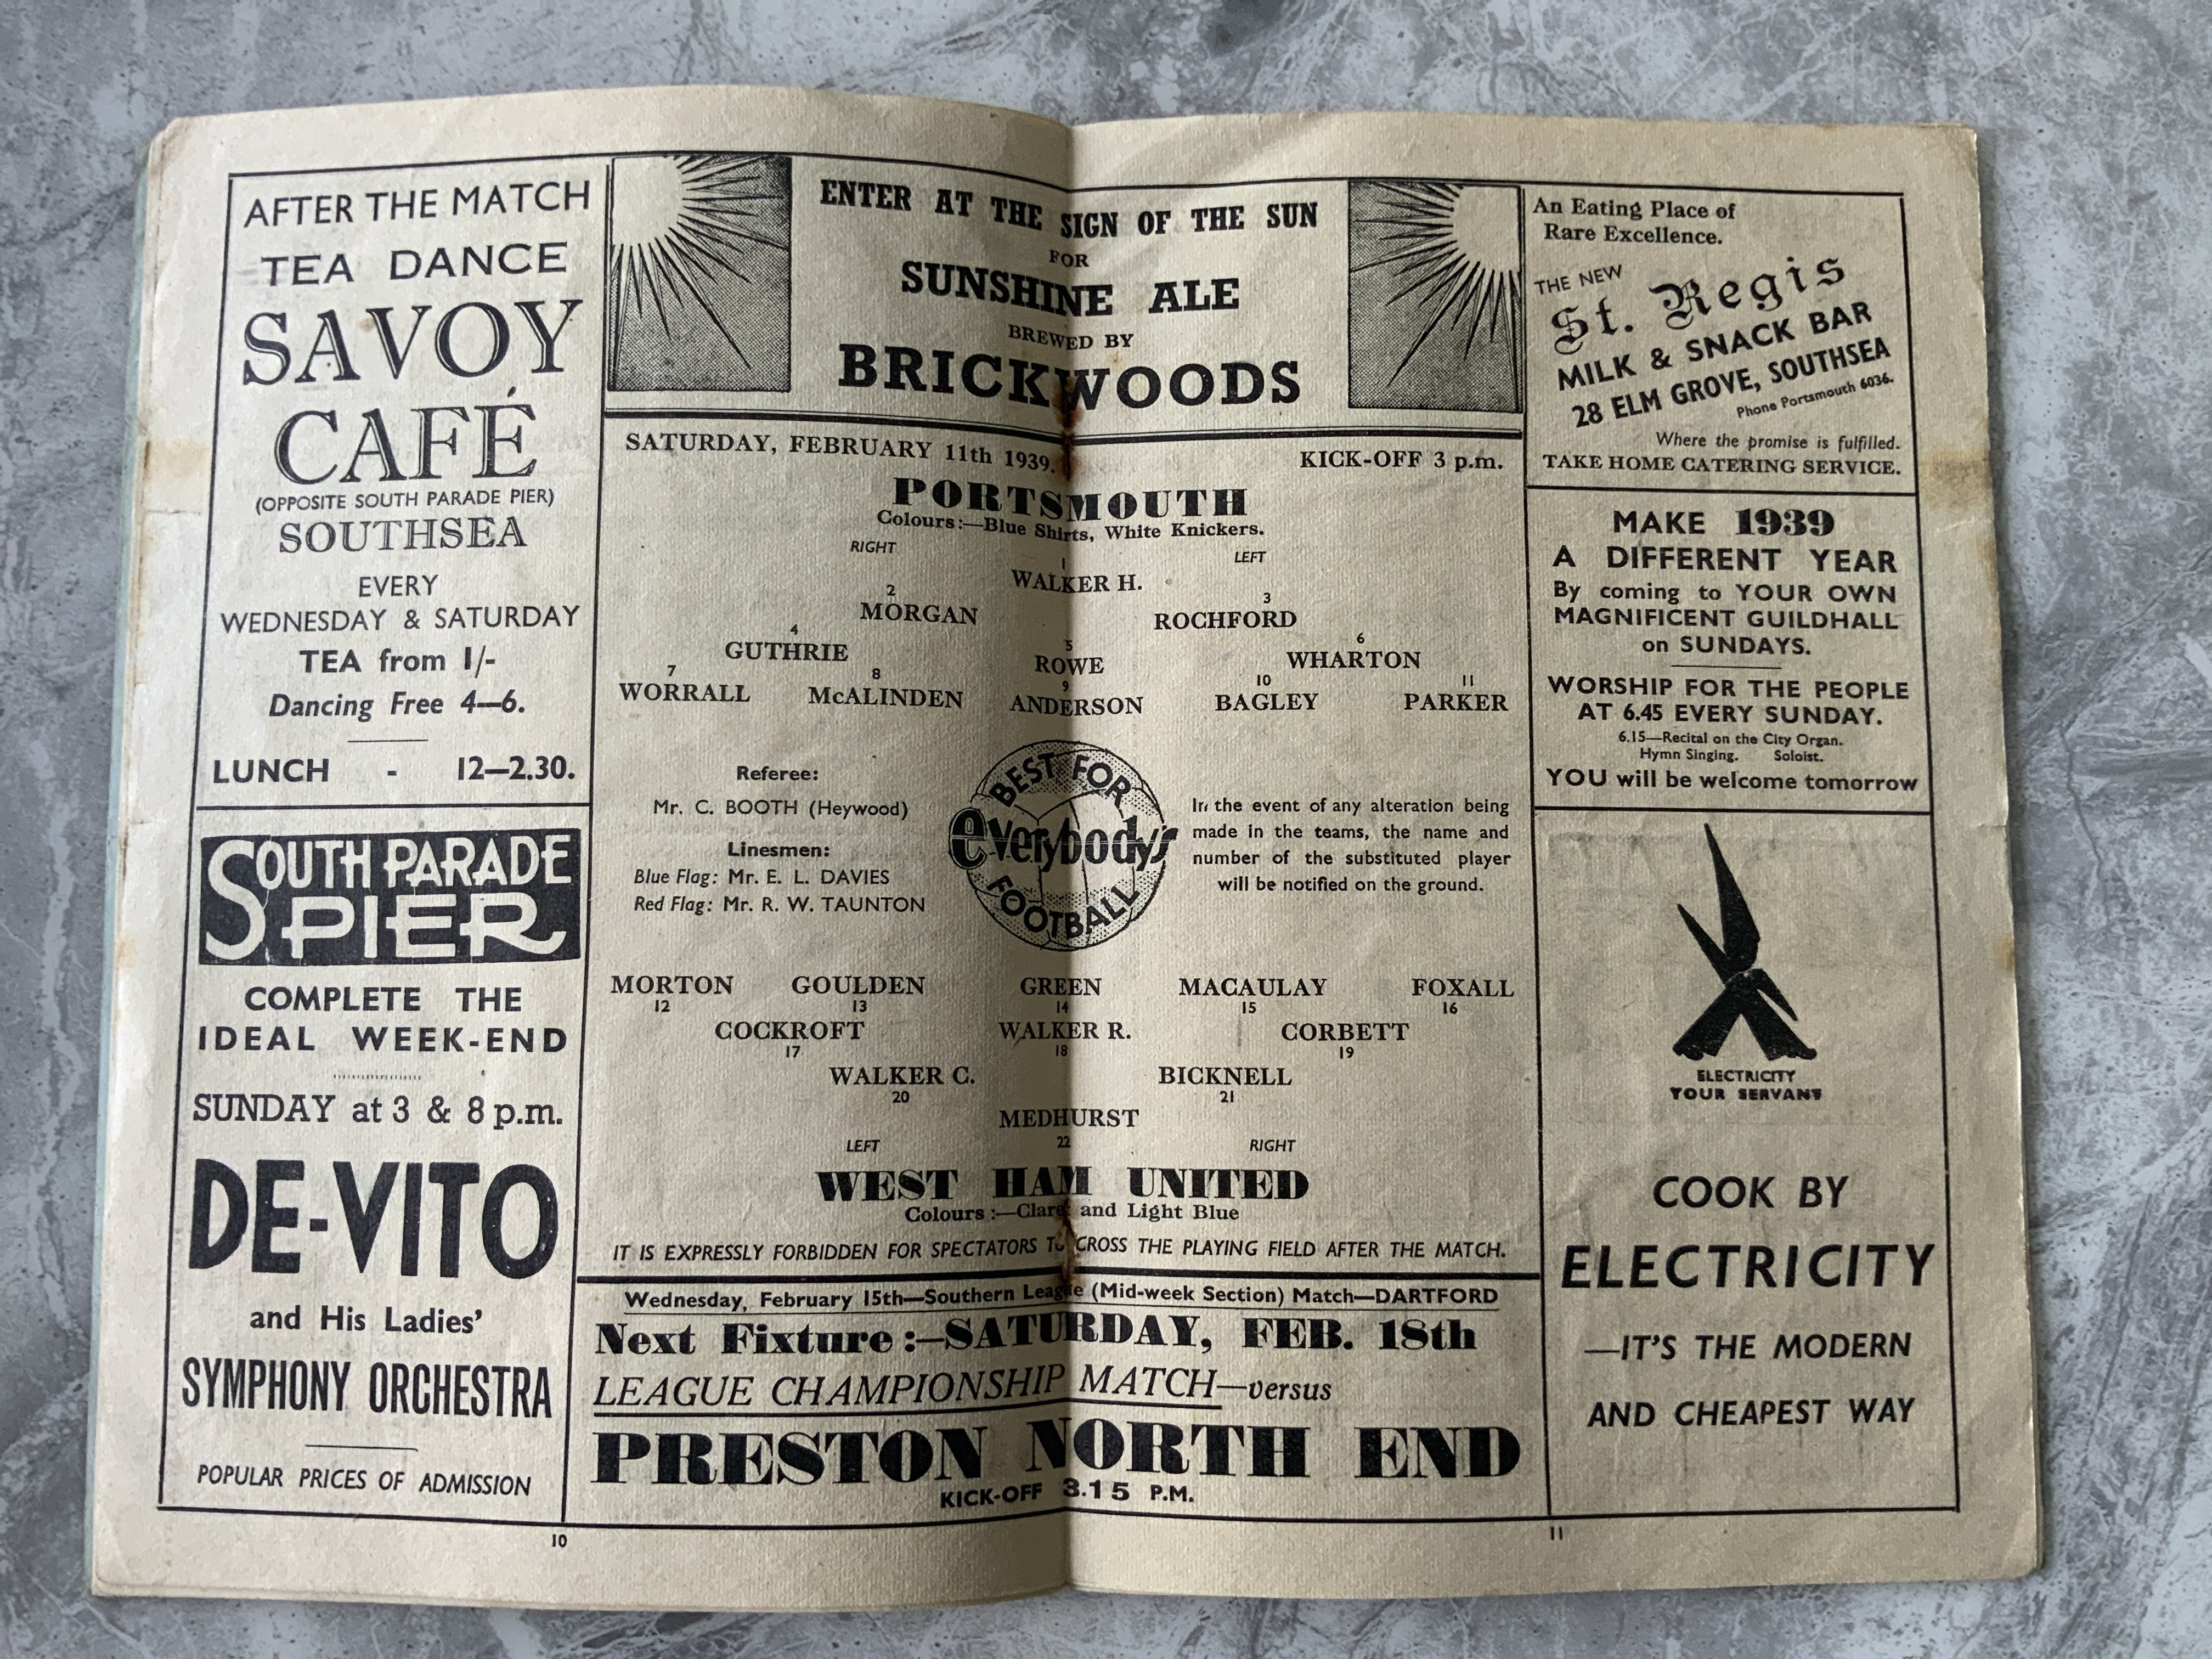 AFTER THE MATCH
TEA DANCE
SAVOY
CAFÉ
(OPPOSITE SOUTH PARADE PIER)
SOUTHSEA
EVERY
WEDNESDAY & SATURDAY
TEA from 1/-
Dancing Free 4—6.
LUNCH - 12—2.30.
SOUTH PARADE
PIER
COMPLETE THE
IDEAL WEEK-END
SUNDAY at 3 & 8 p.m.
DE-VITO
and His Ladies'
SYMPHONY ORCHESTRA
POPULAR PRICES OF ADMISSION
10
ENTER AT THE SIGN OF THE SUN
FOR
SUNSHINE ALE
BREWED BY
BRICKWOODS
SATURDAY, FEBRUARY 11th 1939. KICK-OFF 3 p.m.
PORTSMOUTH
Colours:—Blue Shirts, White Knickers.
RIGHT LEFT
1
WALKER H.
2 3
MORGAN ROCHFORD
4 5 6
GUTHRIE ROWE WHARTON
7 8 9 10 11
WORRALL McALINDEN ANDERSON BAGLEY PARKER
Referee:
Mr. C. BOOTH (Heywood)
Linesmen:
Blue Flag: Mr. E. L. DAVIES
Red Flag: Mr. R. W. TAUNTON
BEST FOR
everybody's
FOOTBALL
In the event of any alteration being
made in the teams, the name and
number of the substituted player
will be notified on the ground.
MORTON GOULDEN GREEN MACAULAY FOXALL
12 13 14 15 16
COCKROFT WALKER R. CORBETT
17 18 19
WALKER C. BICKNELL
20 21
MEDHURST
LEFT 22 RIGHT
WEST HAM UNITED
Colours:—Claret and Light Blue
IT IS EXPRESSLY FORBIDDEN FOR SPECTATORS TO CROSS THE PLAYING FIELD AFTER THE MATCH.
Wednesday, February 15th—Southern League (Mid-week Section) Match—DARTFORD
Next Fixture:—SATURDAY, FEB. 18th
LEAGUE CHAMPIONSHIP MATCH—versus
PRESTON NORTH END
KICK-OFF 3.15 P.M.
An Eating Place of
Rare Excellence.
THE NEW
St. Regis
MILK & SNACK BAR
28 ELM GROVE, SOUTHSEA
Phone Portsmouth 6036.
Where the promise is fulfilled.
TAKE HOME CATERING SERVICE.
MAKE 1939
A DIFFERENT YEAR
By coming to YOUR OWN
MAGNIFICENT GUILDHALL
on SUNDAYS.
WORSHIP FOR THE PEOPLE
AT 6.45 EVERY SUNDAY.
6.15—Recital on the City Organ.
Hymn Singing. Soloist.
YOU will be welcome tomorrow
ELECTRICITY
YOUR SERVANT
COOK BY
ELECTRICITY
—IT'S THE MODERN
AND CHEAPEST WAY
11